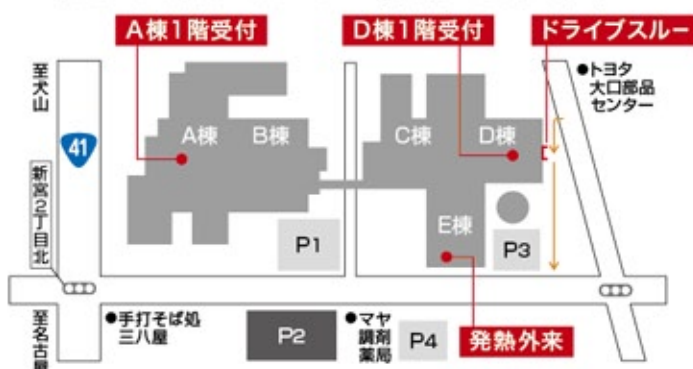 A棟1階受付
D棟1階受付
ドライブスルー
至犬山
41
新宮2丁目北
至名古屋
A棟
B棟
C棟
D棟
E棟
●トヨタ
大口部品
センター
P1
P3
●手打そば処
三八屋
P2
●マヤ
調剤
薬局
P4
発熱外来